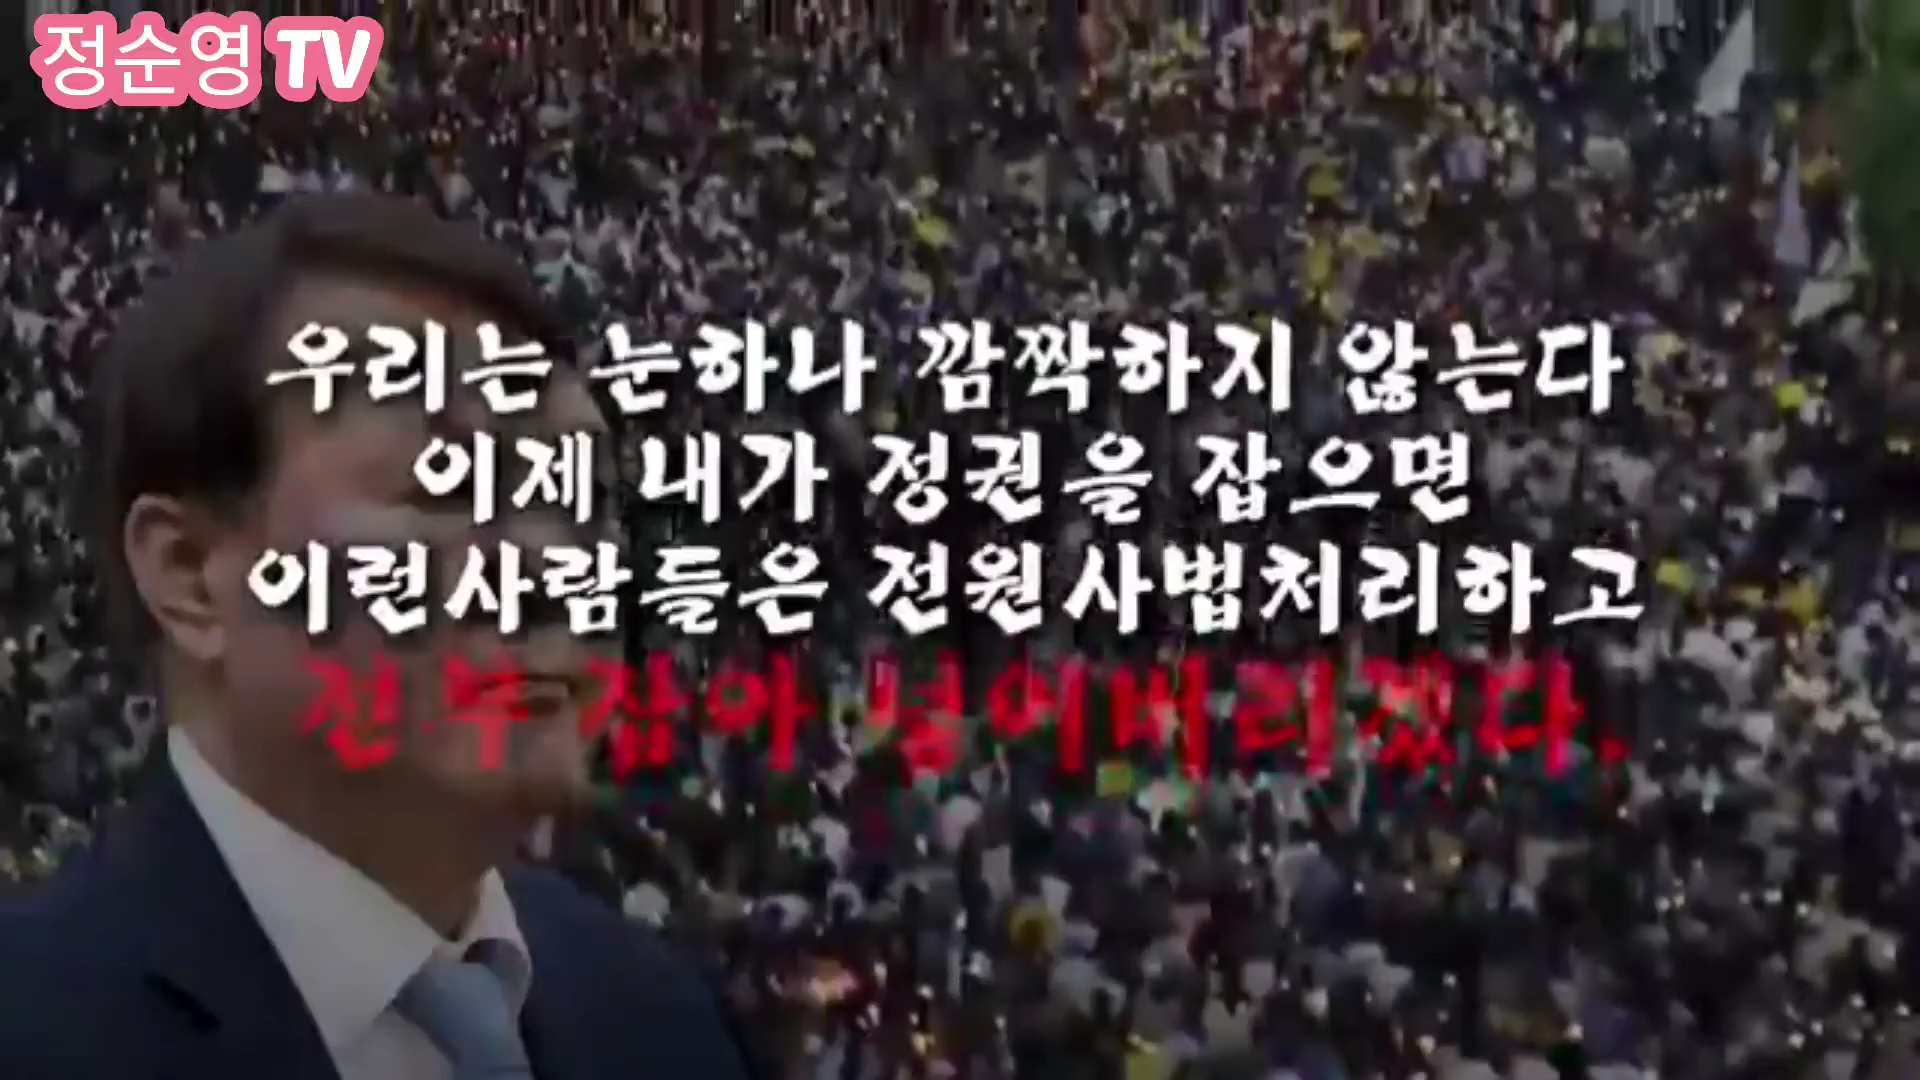 정순영 TV
우리는 눈하나 깜짝하지 않는다
이제 내가 정권을 잡으면
이런사람들은 전원사법처리하고
전부 잡아 넣어버리겠다.